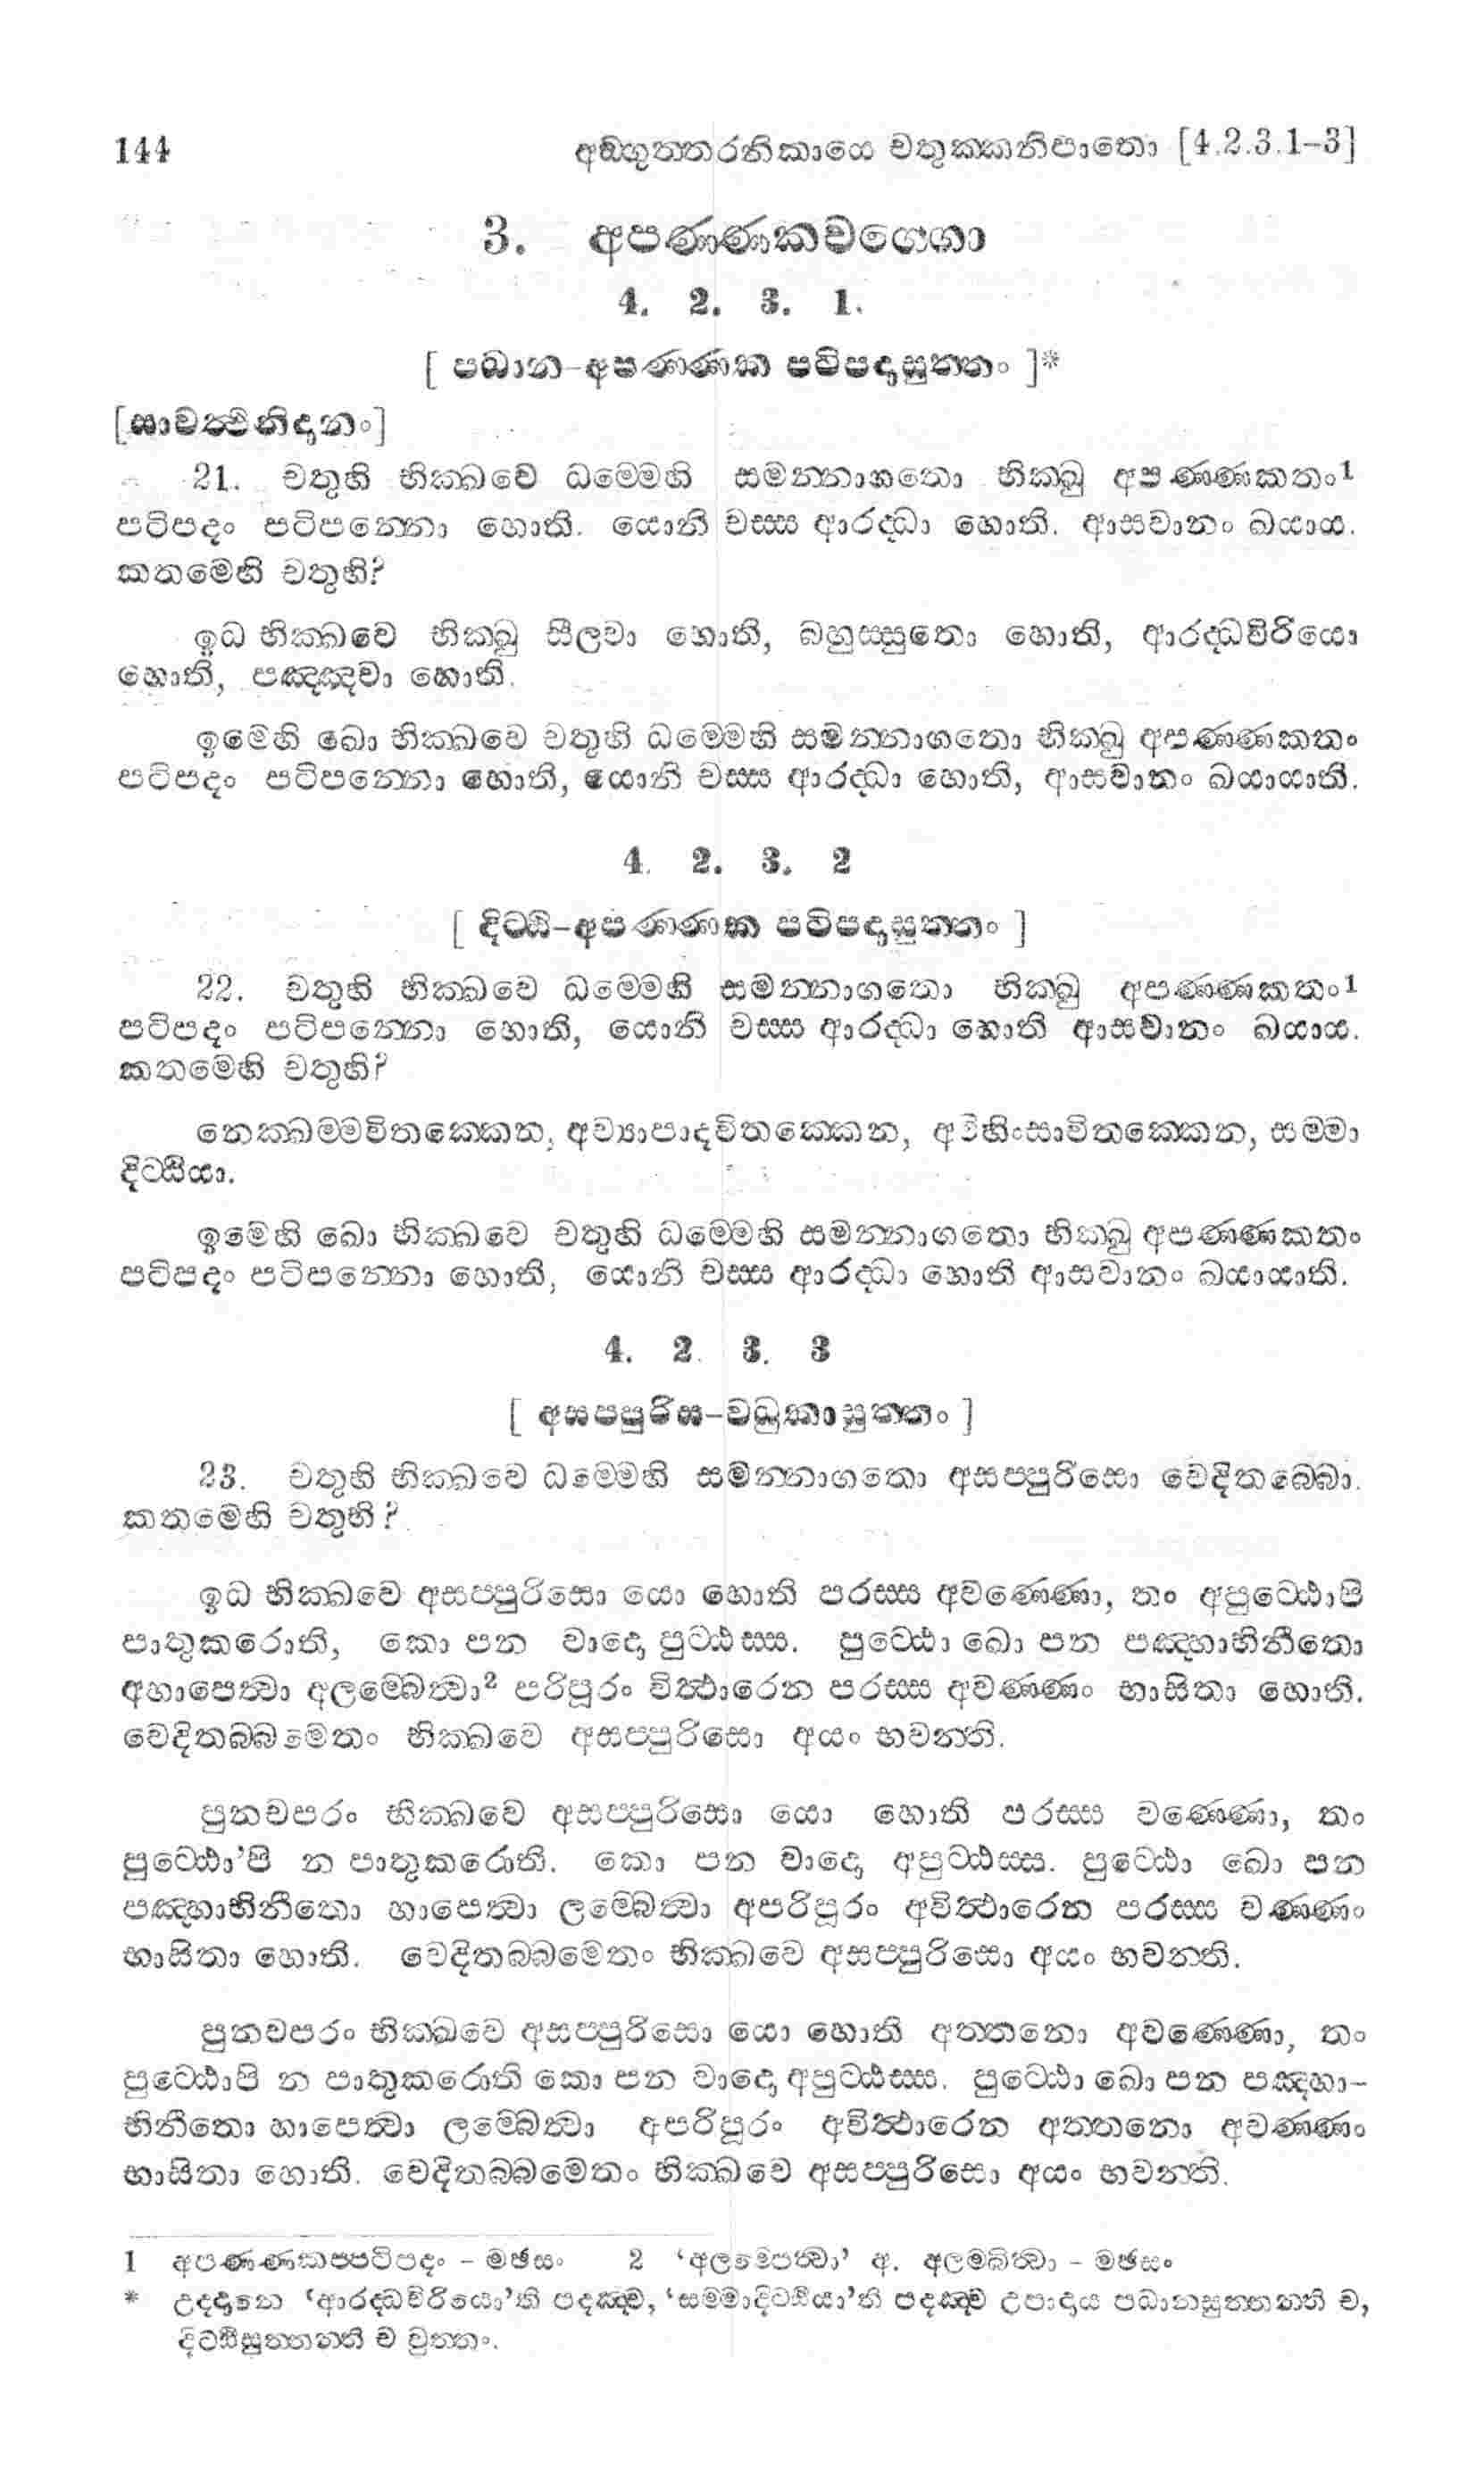 144 අඞ්ගුත්තරනිකායෙ චතුක්කනිපාතො [4.2.3.1-3]
3. අපණ්ණකවග්ගො
4. 2. 3. 1.
[ පධාන-අපණ්ණක පටිපදාසුත්තං ]*
[සාවත්ථිනිදානං]
21. චතූහි භික්ඛවෙ ධම්මෙහි සමන්නාගතො භික්ඛු අපණ්ණකතං1
පටිපදං පටිපන්නො හොති. යොනි චස්ස ආරද්ධා හොති. ආසවානං ඛයාය.
කතමෙහි චතූහි?
ඉධ භික්ඛවෙ භික්ඛු සීලවා හොති, බහුස්සුතො හොති, ආරද්ධවිරියො
හොති, පඤ්ඤවා හොති.
ඉමෙහි ඛො භික්ඛවෙ චතූහි ධම්මෙහි සමන්නාගතො භික්ඛු අපණ්ණකතං
පටිපදං පටිපන්නො හොති, යොනි චස්ස ආරද්ධා හොති, ආසවානං ඛයායාති.
4. 2. 3. 2
[ දිට්ඨි-අපණ්ණක පටිපදාසුත්තං ]
22. චතූහි භික්ඛවෙ ධම්මෙහි සමන්නාගතො භික්ඛු අපණ්ණකතං1
පටිපදං පටිපන්නො හොති, යොනි චස්ස ආරද්ධා හොති ආසවානං ඛයාය.
කතමෙහි චතූහි?
නෙක්ඛම්මවිතක්කෙන, අව්‍යාපාදවිතක්කෙන, අවිහිංසාවිතක්කෙන, සම්මා
දිට්ඨියා.
ඉමෙහි ඛො භික්ඛවෙ චතූහි ධම්මෙහි සමන්නාගතො භික්ඛු අපණ්ණකතං
පටිපදං පටිපන්නො හොති, යොනි චස්ස ආරද්ධා හොති ආසවානං ඛයායාති.
4. 2. 3. 3
[ අසප්පුරිස-වධුකාසුත්තං ]
23. චතූහි භික්ඛවෙ ධම්මෙහි සමන්නාගතො අසප්පුරිසො වෙදිතබ්බො.
කතමෙහි චතූහි?
ඉධ භික්ඛවෙ අසප්පුරිසො යො හොති පරස්ස අවණ්ණො, තං අපුට්ඨොපි
පාතුකරොති, කො පන වාදො පුට්ඨස්ස. පුට්ඨො ඛො පන පඤ්හාභිනීතො
අහාපෙත්වා අලම්බෙත්වා2 පරිපූරං විත්ථාරෙන පරස්ස අවණ්ණං භාසිතා හොති.
වෙදිතබ්බමෙතං භික්ඛවෙ අසප්පුරිසො අයං භවන්ති.
පුනචපරං භික්ඛවෙ අසප්පුරිසො යො හොති පරස්ස වණ්ණො, තං
පුට්ඨො'පි න පාතුකරොති. කො පන වාදො අපුට්ඨස්ස. පුට්ඨො ඛො පන
පඤ්හාභිනීතො හාපෙත්වා ලම්බෙත්වා අපරිපූරං අවිත්ථාරෙන පරස්ස වණ්ණං
භාසිතා හොති. වෙදිතබ්බමෙතං භික්ඛවෙ අසප්පුරිසො අයං භවන්ති.
පුනචපරං භික්ඛවෙ අසප්පුරිසො යො හොති අත්තනො අවණ්ණො, තං
පුට්ඨොපි න පාතුකරොති කො පන වාදො අපුට්ඨස්ස. පුට්ඨො ඛො පන පඤ්හා-
භිනීතො හාපෙත්වා ලම්බෙත්වා අපරිපූරං අවිත්ථාරෙන අත්තනො අවණ්ණං
භාසිතා හොති. වෙදිතබ්බමෙතං භික්ඛවෙ අසප්පුරිසො අයං භවන්ති.
1 අපණ්ණකප්පටිපදං - මඡසං 2 'අලම්පෙත්වා' අ. අලම්බිත්වා - මඡසං
* උද්දානෙ 'ආරද්ධවිරියො'ති පදඤ්ච, 'සම්මාදිට්ඨියා'ති පදඤ්ච උපාදාය පධානසුත්තන්ති ච,
දිට්ඨිසුත්තන්ති ච වුත්තං.